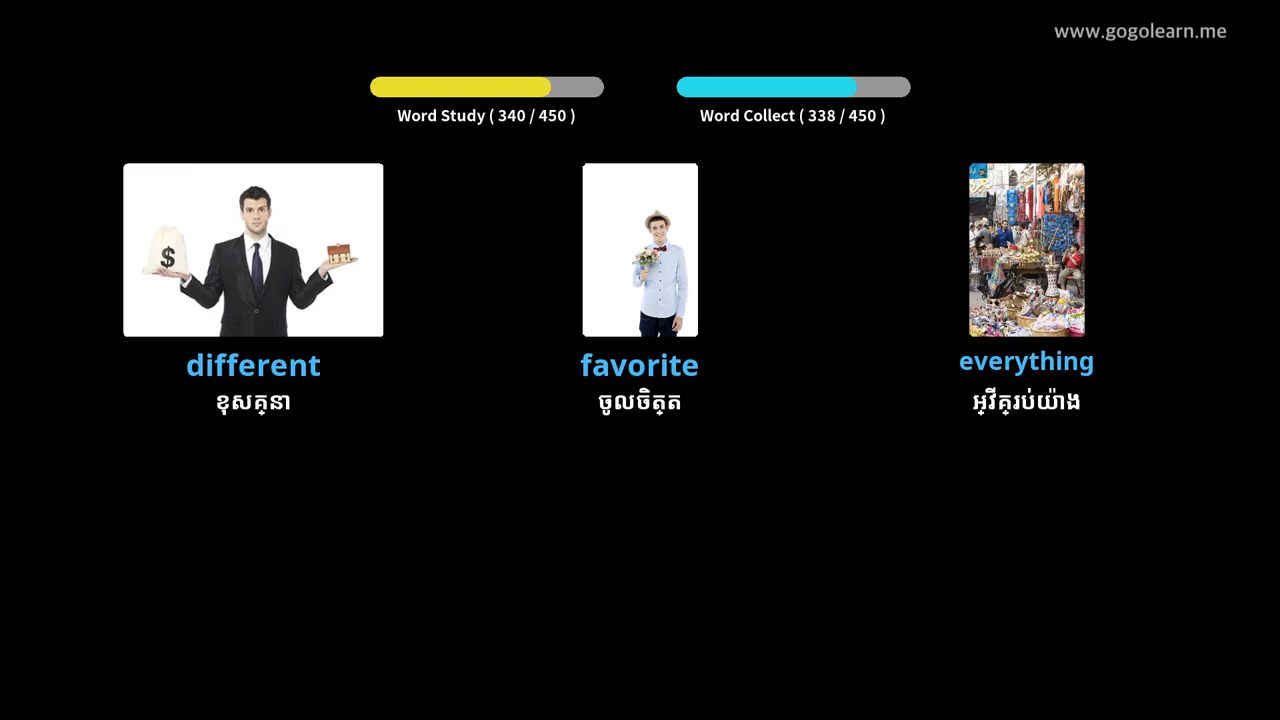 www.gogolearn.me
Word Study ( 340 / 450 )
Word Collect ( 338 / 450 )
$
different
favorite
everything
ខុសគ្នា
ចូលចិត្ត
អ្វីគ្រប់យ៉ាង